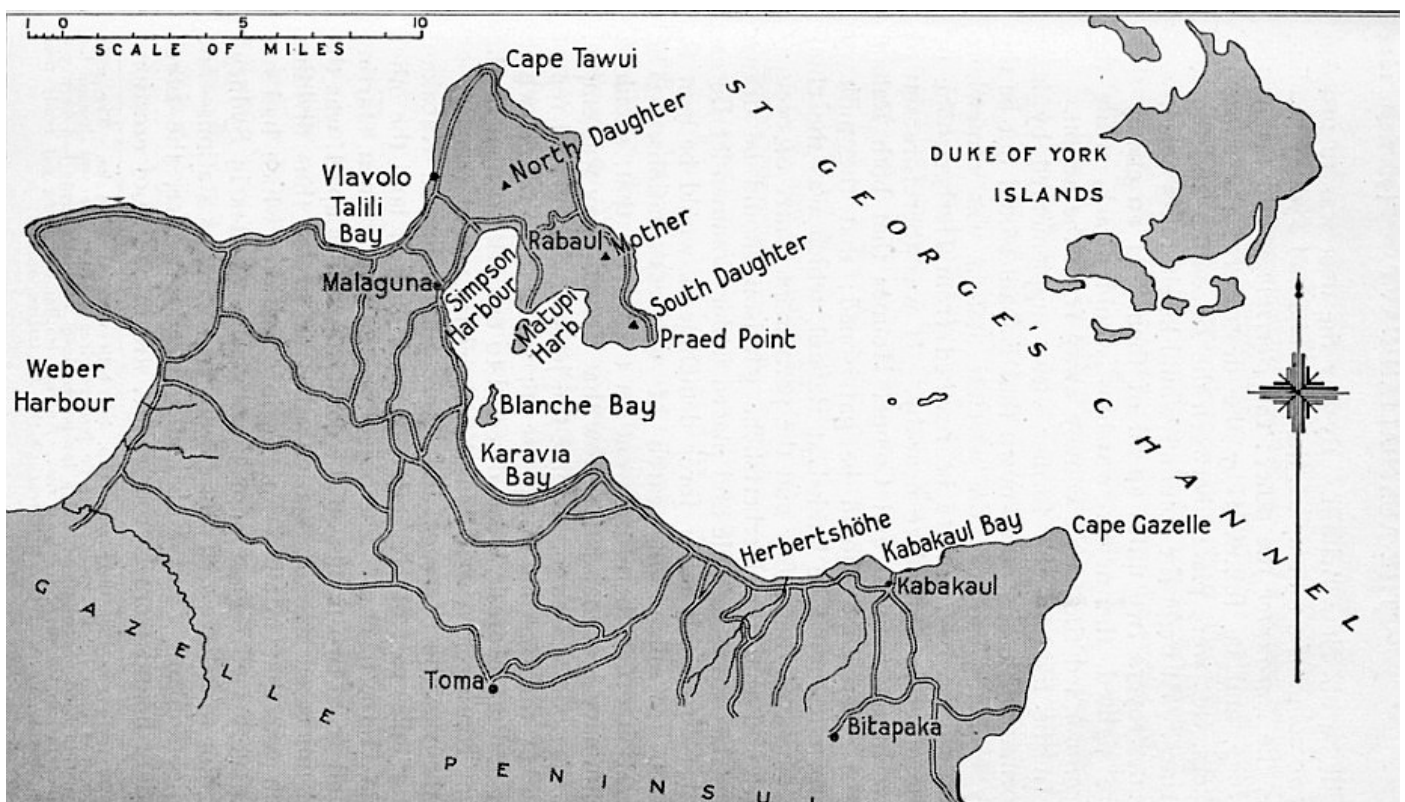 1 0 5 10
SCALE OF MILES
Cape Tawui
North Daughter
ST GEORGE'S CHANNEL
DUKE OF YORK
ISLANDS
Vlavolo
Talili
Bay
Rabaul
Mother
Malaguna
Simpson
Harbour
Matupi
Harb
South Daughter
Praed Point
Weber
Harbour
Blanche Bay
Karavia
Bay
Herbertshöhe
Kabakaul Bay
Cape Gazelle
Kabakaul
GAZELLE
Toma
Bitapaka
PENINSUL